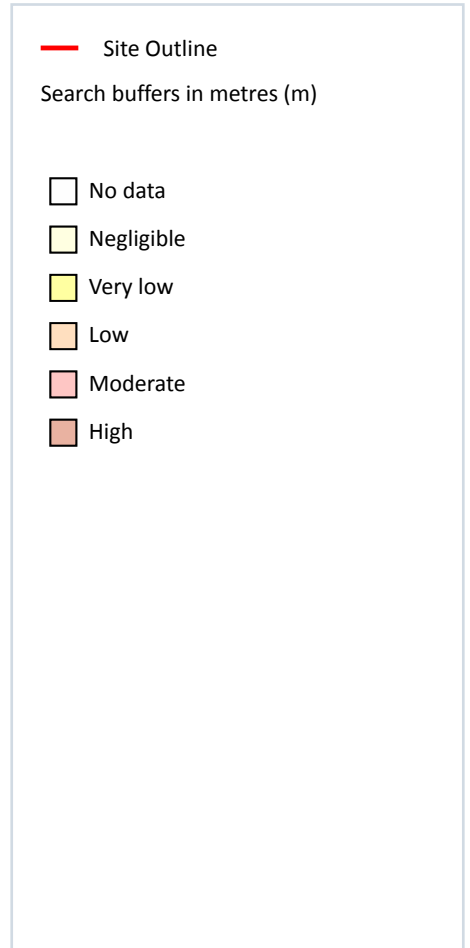 Site Outline
Search buffers in metres (m)
No data
Negligible
Very low
Low
Moderate
High